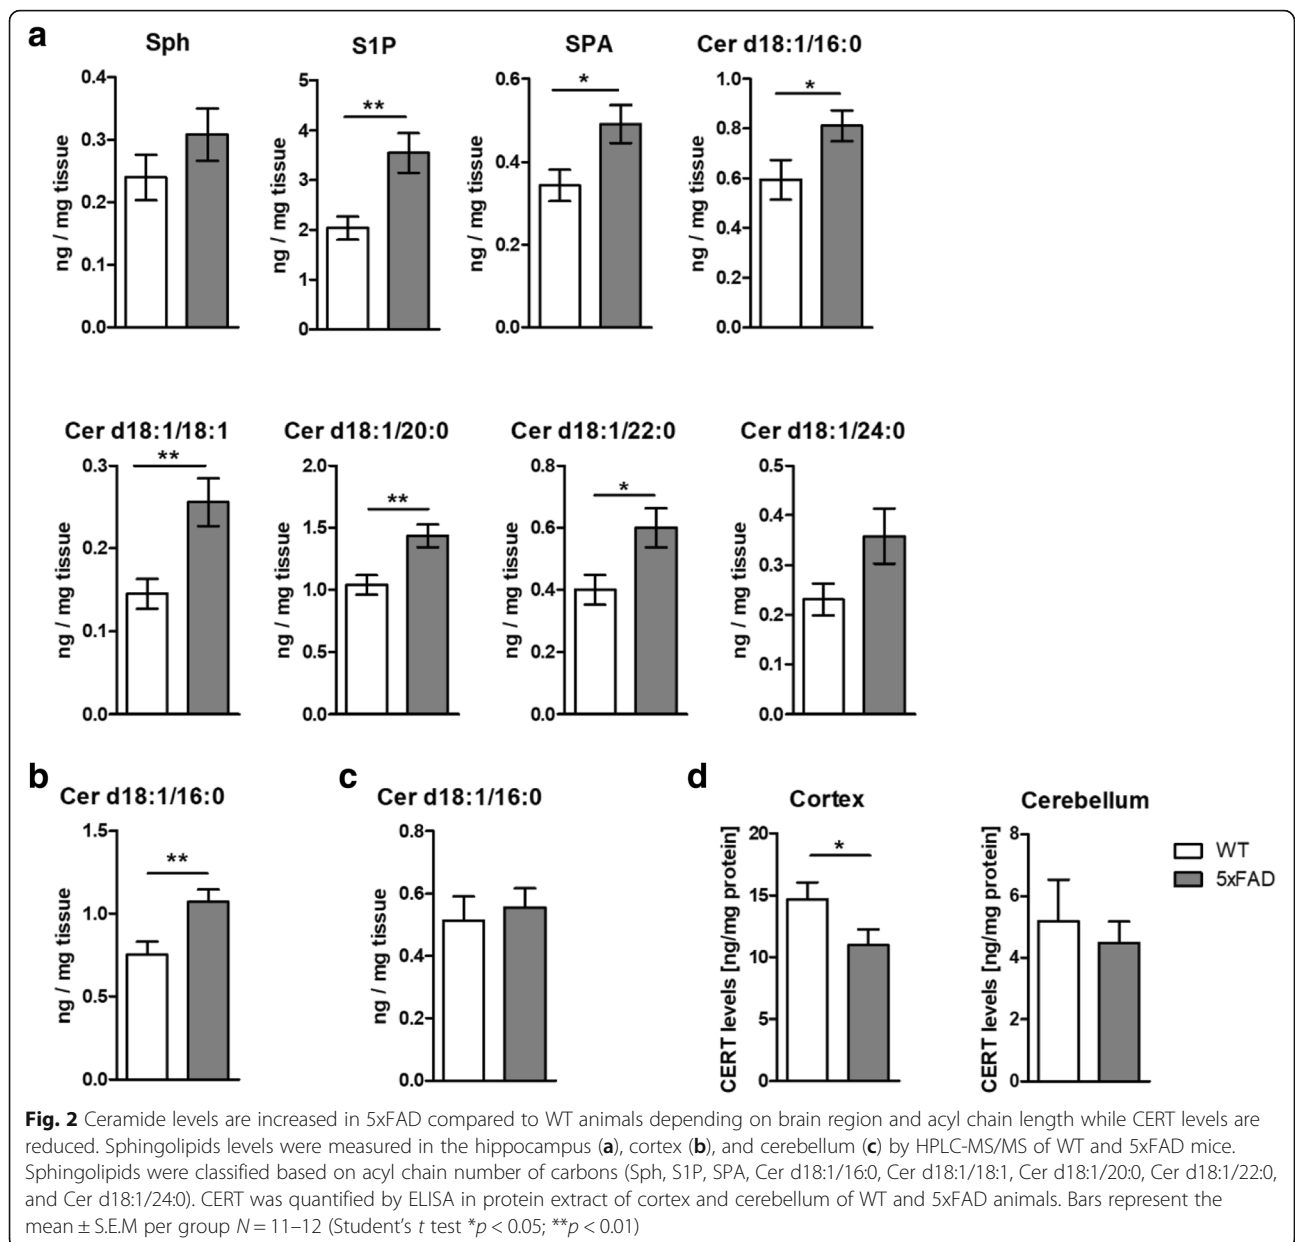 a
Sph
S1P
SPA
Cer d18:1/16:0
ng / mg tissue
0.4
0.3
0.2
0.1
0.0
ng / mg tissue
5
4
3
2
1
0
**
ng / mg tissue
0.6
0.4
0.2
0.0
*
ng / mg tissue
1.0
0.8
0.6
0.4
0.2
0.0
*
Cer d18:1/18:1
Cer d18:1/20:0
Cer d18:1/22:0
Cer d18:1/24:0
ng / mg tissue
0.3
0.2
0.1
0.0
**
ng / mg tissue
2.0
1.5
1.0
0.5
0.0
**
ng / mg tissue
0.8
0.6
0.4
0.2
0.0
*
ng / mg tissue
0.5
0.4
0.3
0.2
0.1
0.0
b
Cer d18:1/16:0
ng / mg tissue
1.5
1.0
0.5
0.0
**
c
Cer d18:1/16:0
ng / mg tissue
0.8
0.6
0.4
0.2
0.0
d
Cortex
CERT levels [ng/mg protein]
20
15
10
5
0
*
Cerebellum
CERT levels [ng/mg protein]
8
6
4
2
0
WT
5xFAD
Fig. 2 Ceramide levels are increased in 5xFAD compared to WT animals depending on brain region and acyl chain length while CERT levels are
reduced. Sphingolipids levels were measured in the hippocampus (a), cortex (b), and cerebellum (c) by HPLC-MS/MS of WT and 5xFAD mice.
Sphingolipids were classified based on acyl chain number of carbons (Sph, S1P, SPA, Cer d18:1/16:0, Cer d18:1/18:1, Cer d18:1/20:0, Cer d18:1/22:0,
and Cer d18:1/24:0). CERT was quantified by ELISA in protein extract of cortex and cerebellum of WT and 5xFAD animals. Bars represent the
mean ± S.E.M per group N = 11–12 (Student's t test *p < 0.05; **p < 0.01)